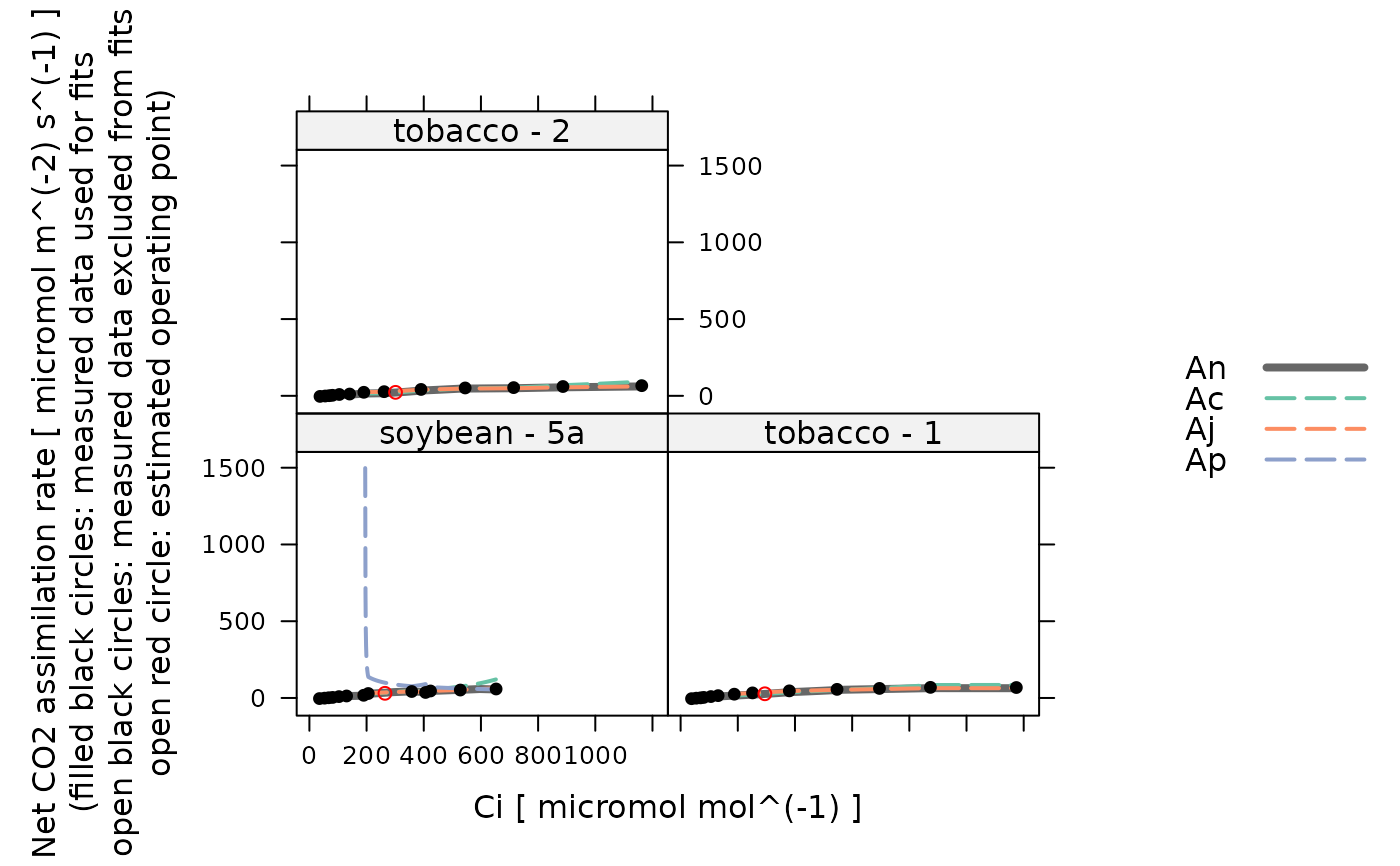 Net CO2 assimilation rate [ micromol m^(-2) s^(-1) ]
(filled black circles: measured data used for fits
open black circles: measured data excluded from fits
open red circle: estimated operating point)
tobacco - 2
1500
1000
500
0
soybean - 5a
tobacco - 1
1500
1000
500
0
0 200 400 600 800 1000
Ci [ micromol mol^(-1) ]
An
Ac
Aj
Ap